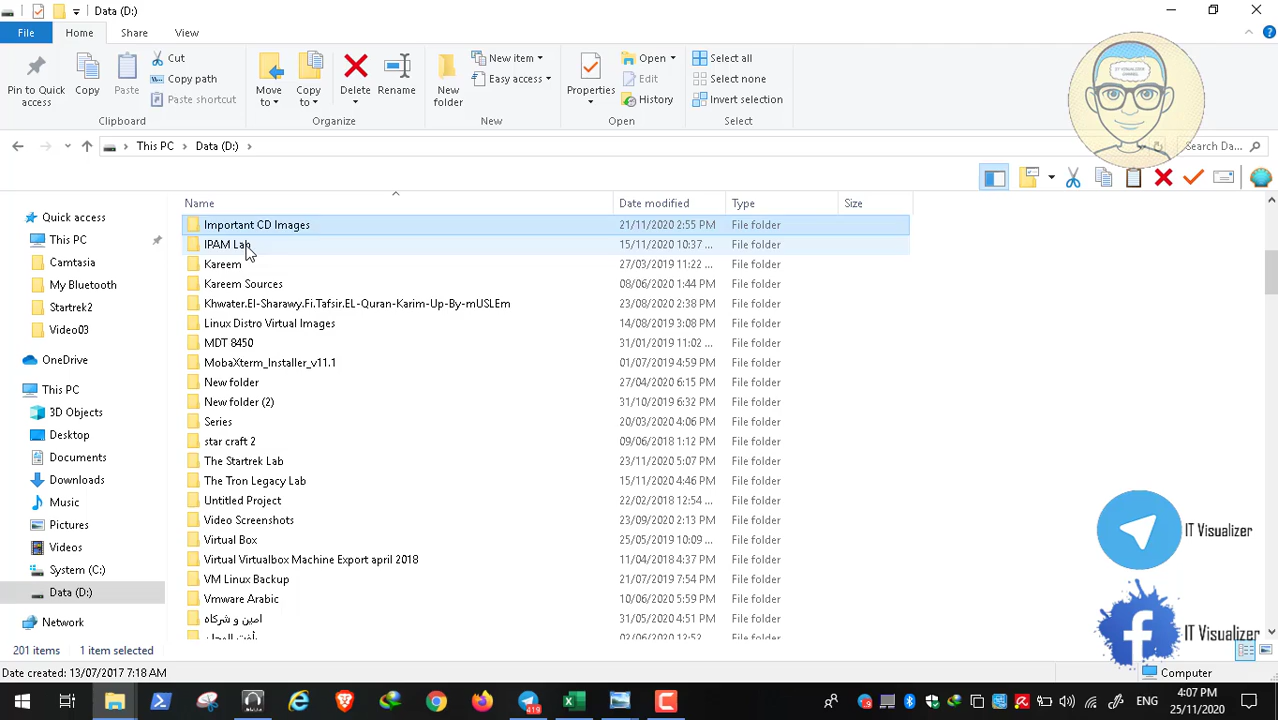 Data (D:)
File Home Share View
Pin to Quick access
Copy
Paste
Cut
Copy path
Paste shortcut
Clipboard
Move to
Copy to
Delete
Rename
Organize
New folder
New item
Easy access
New
Properties
Open
Edit
History
Open
Select all
Select none
Invert selection
Select
IT VISUALIZER
CHANNEL
This PC Data (D:)
Search Da...
Name Date modified Type Size
Quick access
This PC
Camtasia
My Bluetooth
Startrek2
Video03
OneDrive
This PC
3D Objects
Desktop
Documents
Downloads
Music
Pictures
Videos
System (C:)
Data (D:)
Network
Important CD Images 21/11/2020 2:55 PM File folder
IPAM Lab 15/11/2020 10:37 ... File folder
Kareem 27/03/2019 11:22 ... File folder
Kareem Sources 08/06/2020 1:44 PM File folder
Khwater.El-Sharawy.Fi.Tafsir.EL-Quran-Karim-Up-By-mUSLEm 23/08/2020 2:38 PM File folder
Linux Distro Virtual Images 14/08/2019 3:08 PM File folder
MDT 8450 31/01/2019 11:02 ... File folder
MobaXterm_Installer_v11.1 01/07/2019 4:59 PM File folder
New folder 27/04/2020 6:15 PM File folder
New folder (2) 31/10/2019 6:32 PM File folder
Series 20/03/2020 4:06 PM File folder
star craft 2 09/06/2018 1:12 PM File folder
The Startrek Lab 23/11/2020 5:07 PM File folder
The Tron Legacy Lab 15/11/2020 4:46 PM File folder
Untitled Project 22/02/2018 12:54 ... File folder
Video Screenshots 23/09/2020 2:13 PM File folder
Virtual Box 25/05/2019 10:09 ... File folder
Virtual Virtualbox Machine Export april 2018 11/04/2018 4:37 PM File folder
VM Linux Backup 21/07/2019 7:54 PM File folder
Vmware Arabic 10/06/2020 5:59 PM File folder
امين و شركاه 31/05/2020 4:51 PM File folder
IT Visualizer
IT Visualizer
201 items 1 item selected
Date created: 13/07/2017 7:18 AM
Computer
419
ENG
4:07 PM
25/11/2020